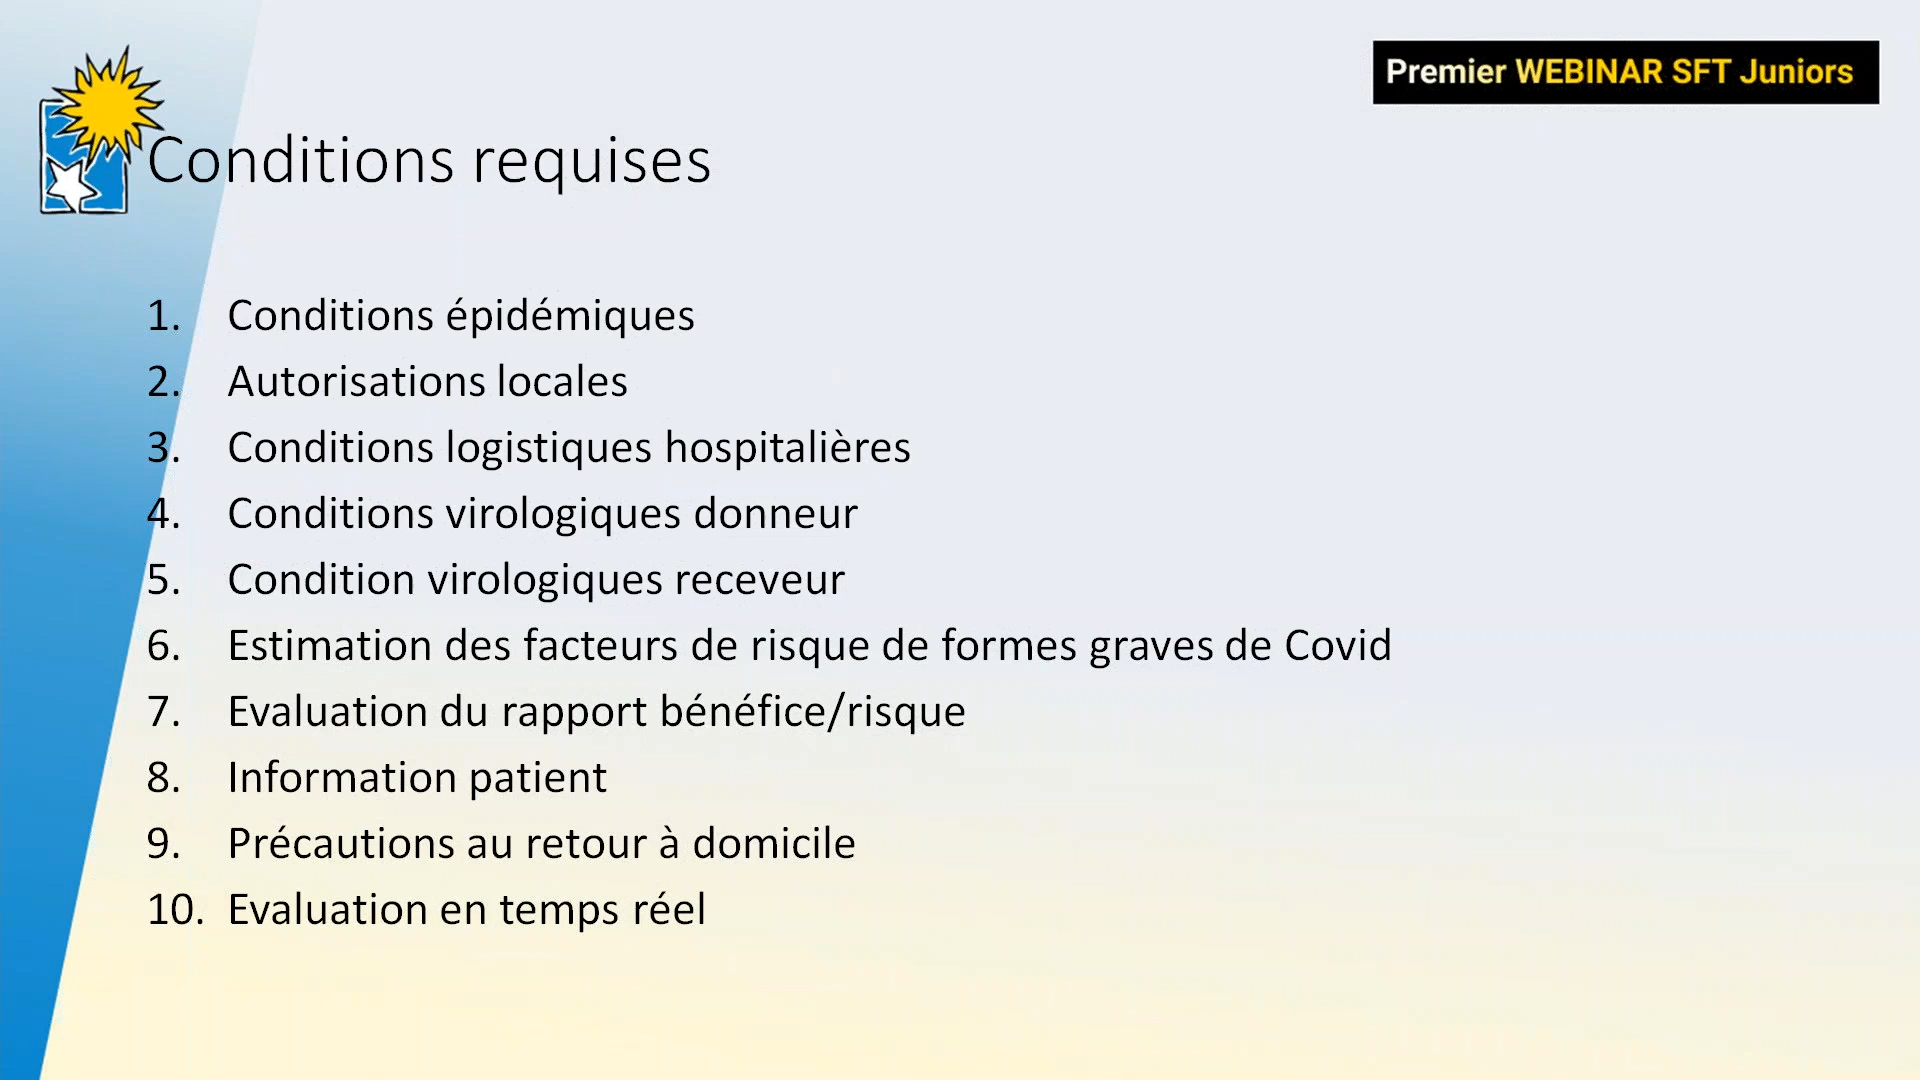 Premier WEBINAR SFT Juniors
Conditions requises
1. Conditions épidémiques
2. Autorisations locales
3. Conditions logistiques hospitalières
4. Conditions virologiques donneur
5. Condition virologiques receveur
6. Estimation des facteurs de risque de formes graves de Covid
7. Evaluation du rapport bénéfice/risque
8. Information patient
9. Précautions au retour à domicile
10. Evaluation en temps réel